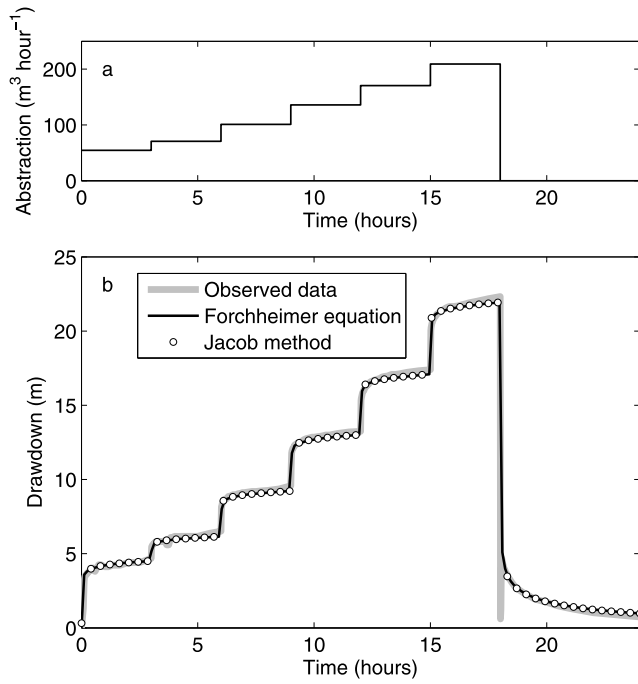 a
Abstraction (m³ hour⁻¹)
200
100
0
0 5 10 15 20
Time (hours)
b
Observed data
Forchheimer equation
Jacob method
Drawdown (m)
25
20
15
10
5
0
0 5 10 15 20
Time (hours)